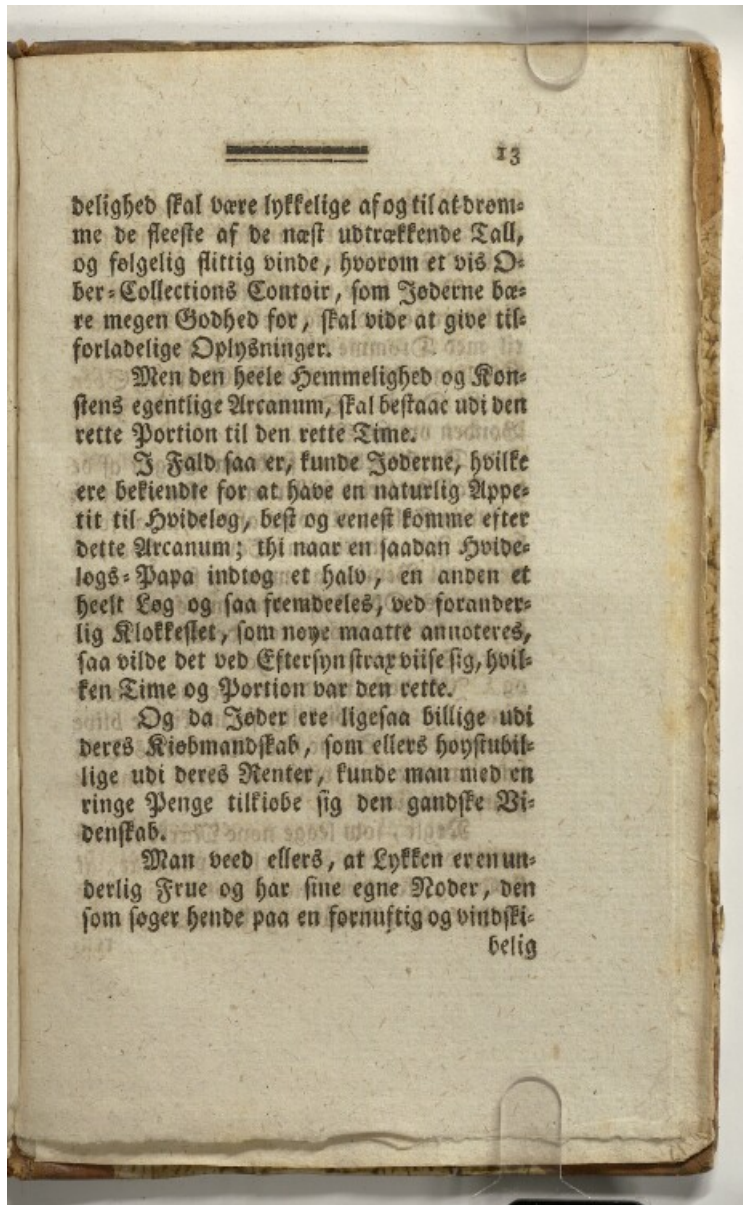 13
delighed skal være lykkelige af og til at drøm-
me de fleeste af de næst udtrækkende Tall,
og følgelig flittig vinde, hvorom et vis O-
ber-Collections Contoir, som Jøderne bæ-
re megen Godhed for, skal vide at give til-
forladelige Oplysninger.
Men den heele Hemmelighed og Kon-
stens egentlige Arcanum, skal bestaae udi den
rette Portion til den rette Time.
I Fald saa er, kunde Jøderne, hvilke
ere bekiendte for at have en naturlig Appe-
tit til Hvideløg, best og eenest komme efter
dette Arcanum; thi naar en saadan Hvide-
løgs-Papa indtog et halv, en anden et
heelt Løg og saa fremdeeles, ved forander-
lig Klokkeslet, som nøye maatte annoteres,
saa vilde det ved Eftersyn strax viise sig, hvil-
ken Time og Portion var den rette.
Og da Jøder ere ligesaa billige udi
deres Kiøbmandskab, som ellers høystubil-
lige udi deres Renter, kunde man med en
ringe Penge tilkiøbe sig den gandske Vi-
denskab.
Man veed ellers, at Lykken er en un-
derlig Frue og har sine egne Noder, den
som søger hende paa en fornuftig og vindski-
belig